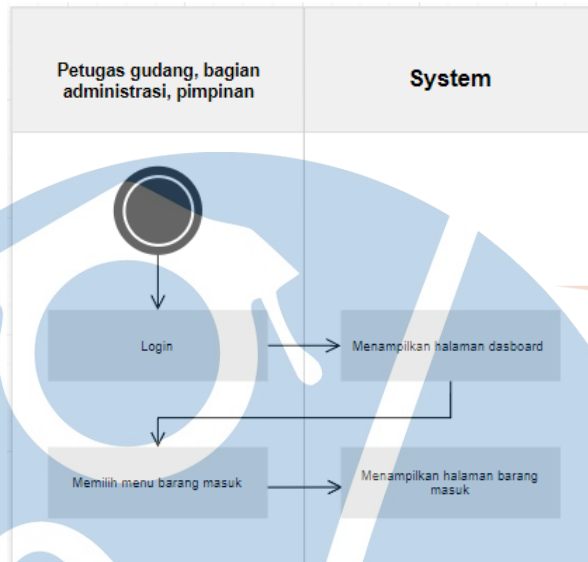 Petugas gudang, bagian
administrasi, pimpinan
System
Login
Menampilkan halaman dasboard
Memilih menu barang masuk
Menampilkan halaman barang
masuk